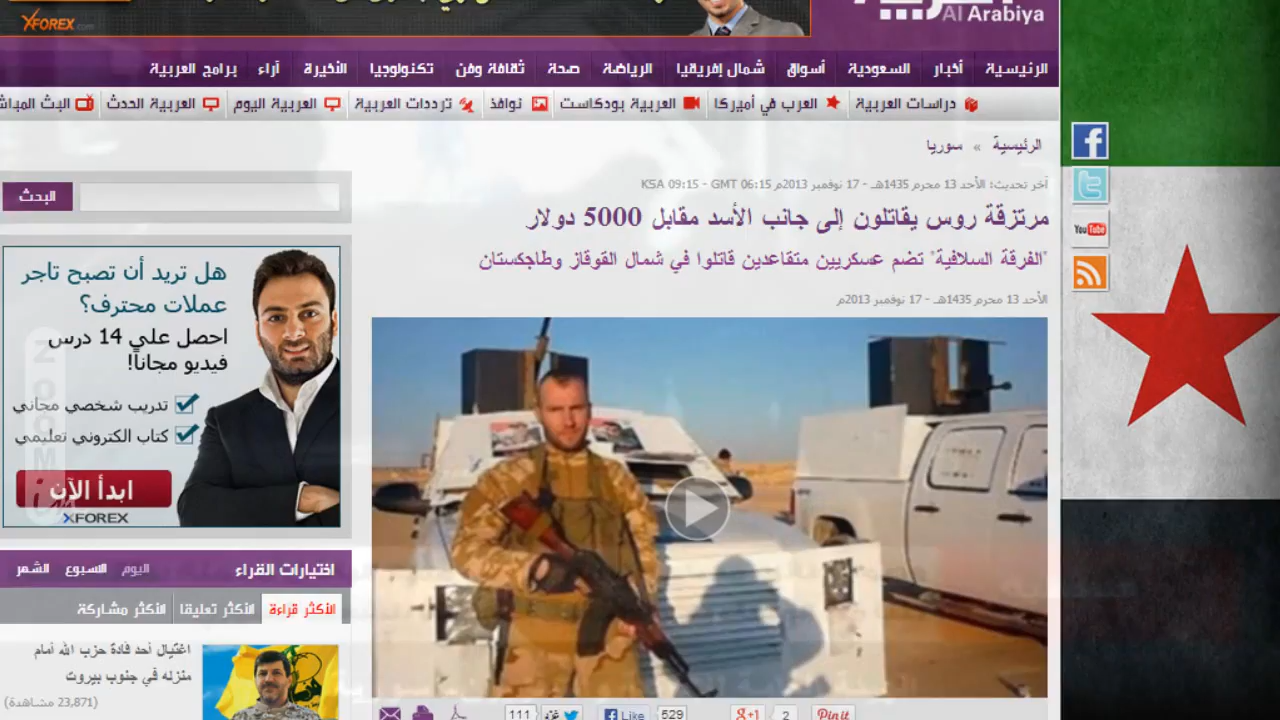 XFOREX.com
Al Arabiya
الرئيسية أخبار السعودية أسواق شمال إفريقيا الرياضة صحة ثقافة وفن تكنولوجيا الأخيرة آراء برامج العربية
دراسات العربية العرب في أميركا العربية بودكاست نوافذ ترددات العربية العربية اليوم العربية الحدث البث المباش
الرئيسية » سوريا
آخر تحديث: الأحد 13 محرم 1435هـ - 17 نوفمبر 2013م KSA 09:15 - GMT 06:15
مرتزقة روس يقاتلون إلى جانب الأسد مقابل 5000 دولار
"الفرقة السلافية" تضم عسكريين متقاعدين قاتلوا في شمال القوقاز وطاجكستان
الأحد 13 محرم 1435هـ - 17 نوفمبر 2013م
البحث
هل تريد أن تصبح تاجر
عملات محترف؟
احصل على 14 درس
فيديو مجاناً!
تدريب شخصي مجاني
كتاب الكتروني تعليمي
ابدأ الآن
XFOREX
اختيارات القراء اليوم الاسبوع الشهر
الأكثر قراءة الأكثر تعليقا الأكثر مشاركة
اغتيال أحد قادة حزب الله أمام
منزله في جنوب بيروت
(23,871 مشاهدة)
f
t
You Tube
111 غرّد Like 529 g+1 2 Pin it